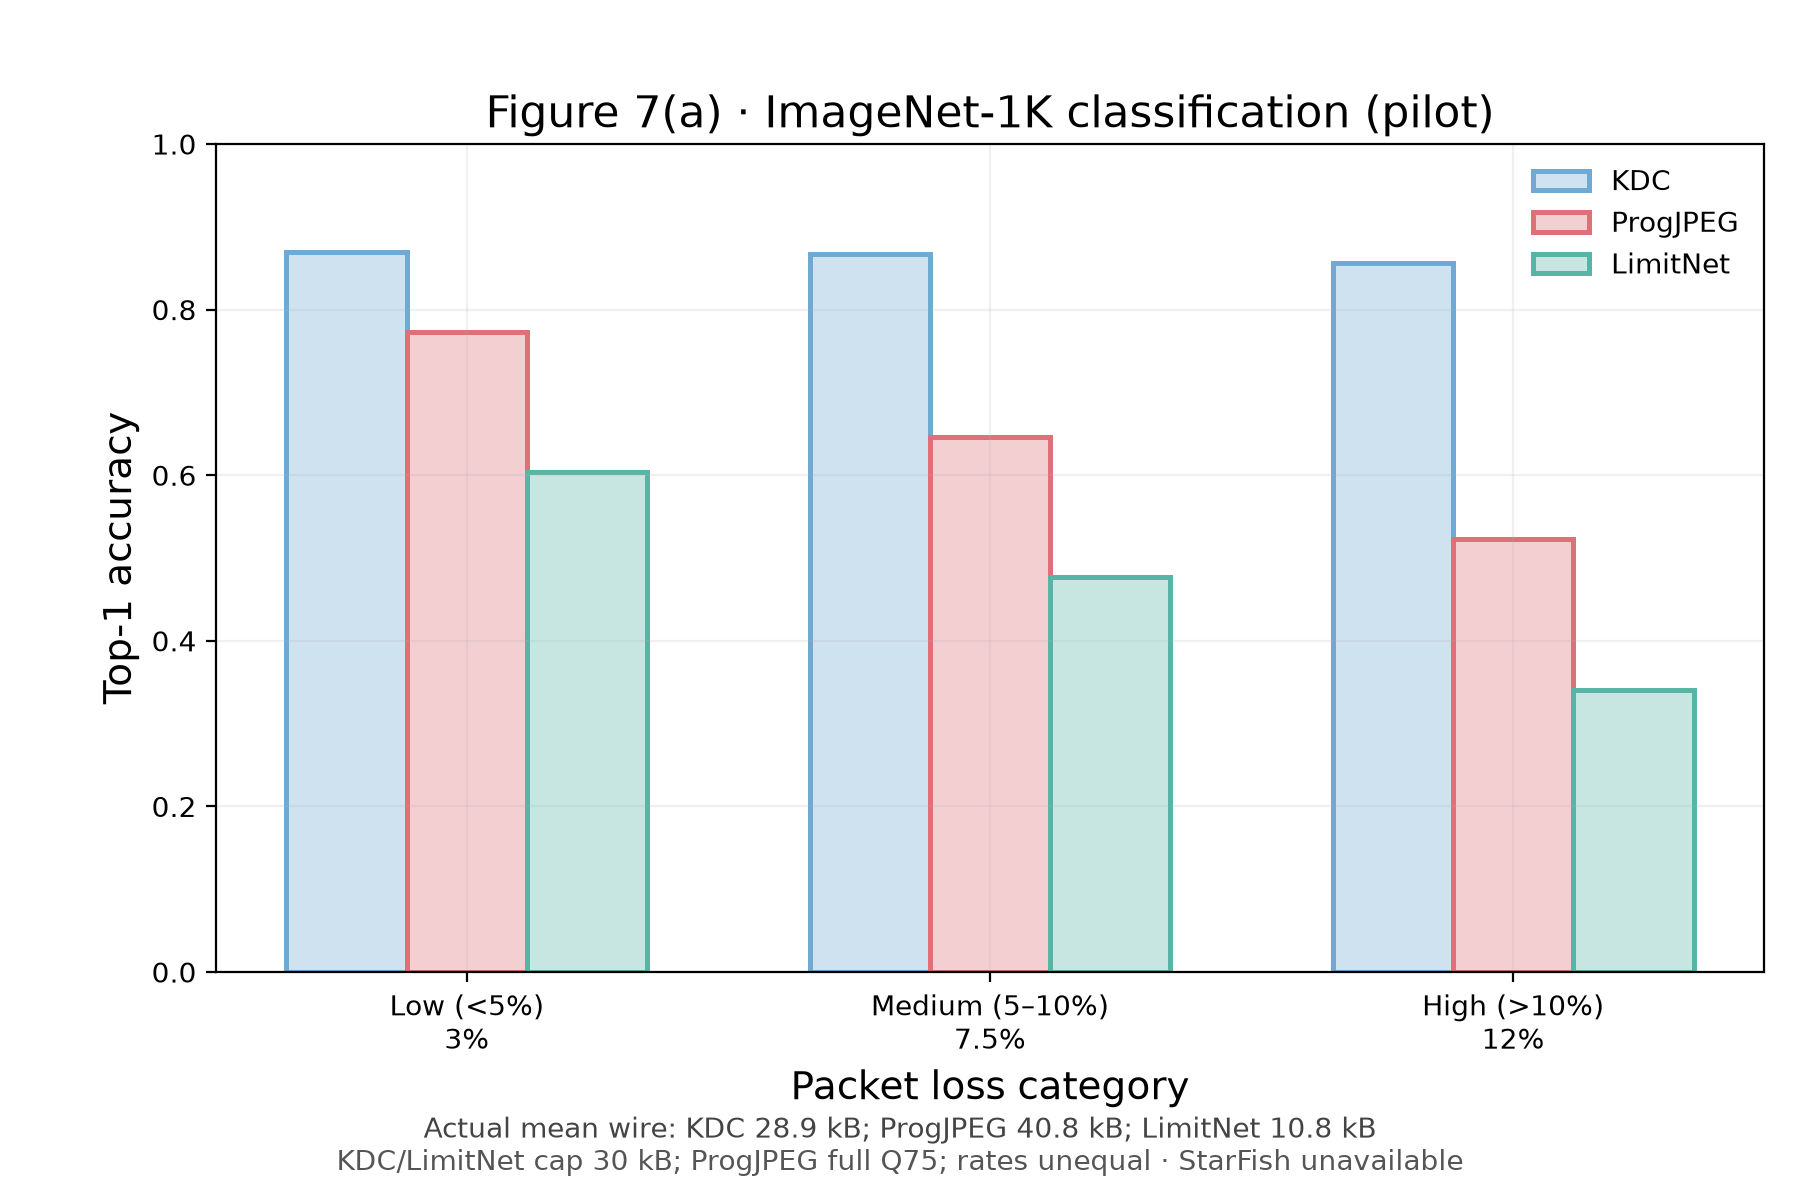 Figure 7(a) · ImageNet-1K classification (pilot)
1.0
0.8
0.6
0.4
0.2
0.0
Top-1 accuracy
KDC
ProgJPEG
LimitNet
Low (<5%)
3%
Medium (5–10%)
7.5%
High (>10%)
12%
Packet loss category
Actual mean wire: KDC 28.9 kB; ProgJPEG 40.8 kB; LimitNet 10.8 kB
KDC/LimitNet cap 30 kB; ProgJPEG full Q75; rates unequal · StarFish unavailable